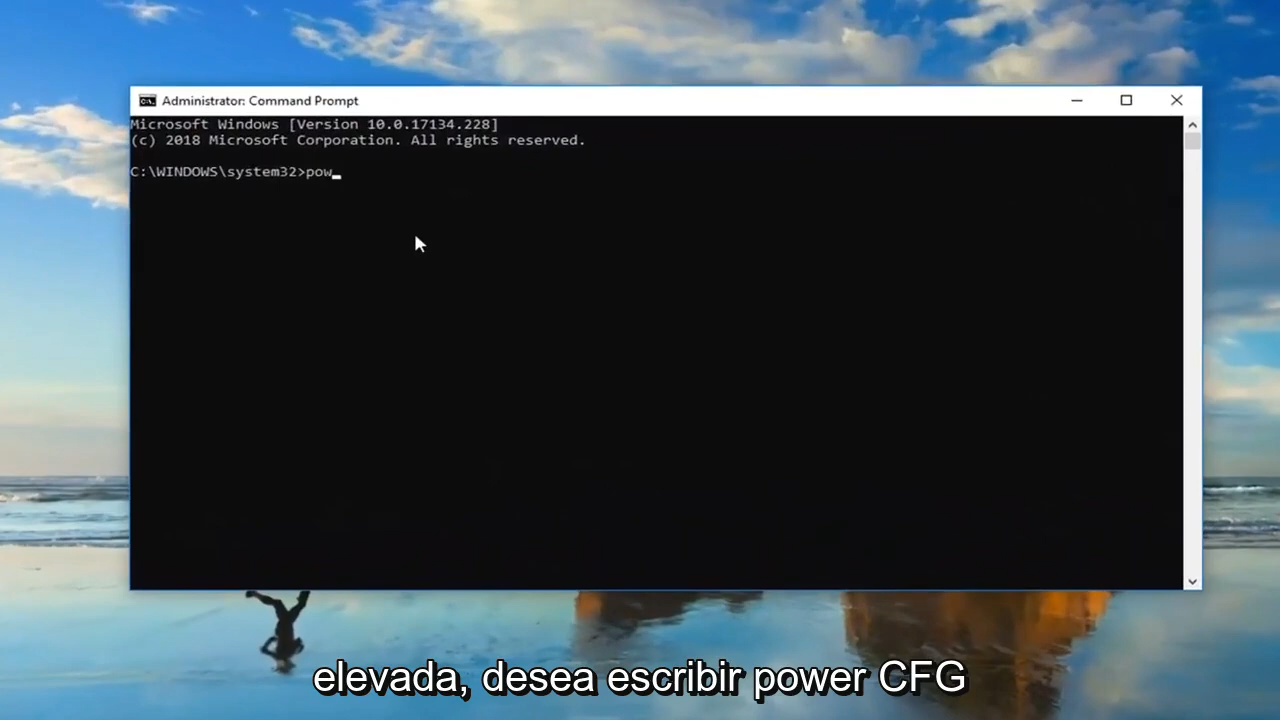 Administrator: Command Prompt
Microsoft Windows [Version 10.0.17134.228]
(c) 2018 Microsoft Corporation. All rights reserved.
C:\WINDOWS\system32>pow_
elevada, desea escribir power CFG